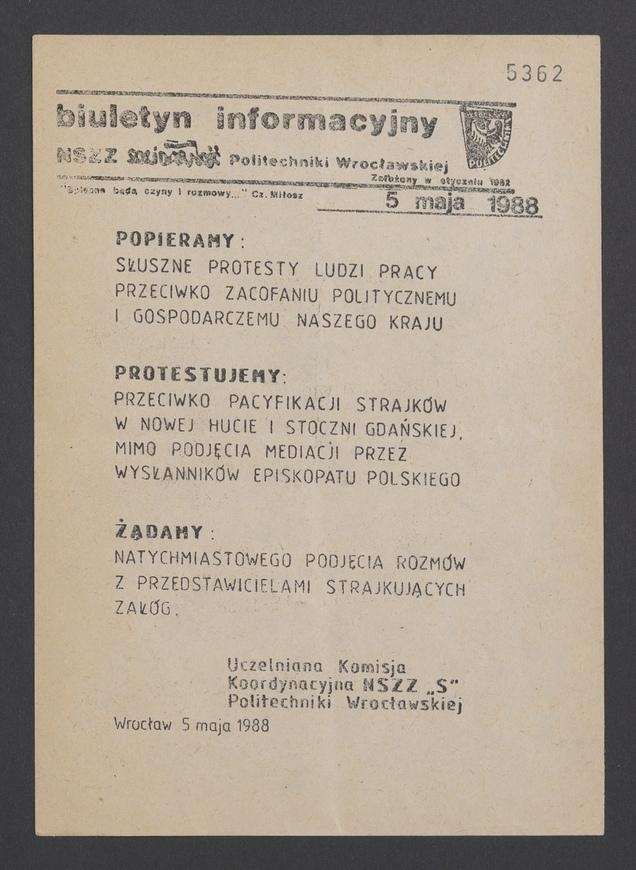 5362
biuletyn informacyjny
NSZZ Solidarność Politechniki Wrocławskiej
Założony w styczniu 1982
"Spisane będą czyny i rozmowy..." Cz. Miłosz
5 maja 1988
POPIERAMY:
SŁUSZNE PROTESTY LUDZI PRACY
PRZECIWKO ZACOFANIU POLITYCZNEMU
I GOSPODARCZEMU NASZEGO KRAJU
PROTESTUJEMY:
PRZECIWKO PACYFIKACJI STRAJKÓW
W NOWEJ HUCIE I STOCZNI GDAŃSKIEJ,
MIMO PODJĘCIA MEDIACJI PRZEZ
WYSŁANNIKÓW EPISKOPATU POLSKIEGO
ŻĄDAMY:
NATYCHMIASTOWEGO PODJĘCIA ROZMÓW
Z PRZEDSTAWICIELAMI STRAJKUJĄCYCH
ZAŁÓG.
Uczelniana Komisja
Koordynacyjna NSZZ „S"
Politechniki Wrocławskiej
Wrocław 5 maja 1988